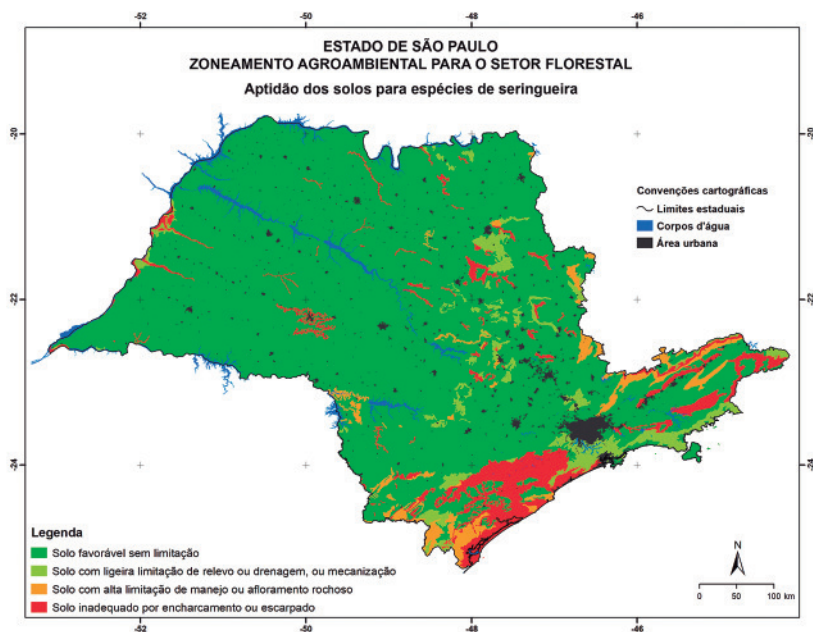 -52
-50
-48
-46
ESTADO DE SÃO PAULO
ZONEAMENTO AGROAMBIENTAL PARA O SETOR FLORESTAL
Aptidão dos solos para espécies de seringueira
-20
-20
Convenções cartográficas
Limites estaduais
Corpos d'água
Área urbana
-22
-22
-24
-24
Legenda
Solo favorável sem limitação
Solo com ligeira limitação de relevo ou drenagem, ou mecanização
Solo com alta limitação de manejo ou afloramento rochoso
Solo inadequado por encharcamento ou escarpado
N
0 50 100 km
-52
-50
-48
-46